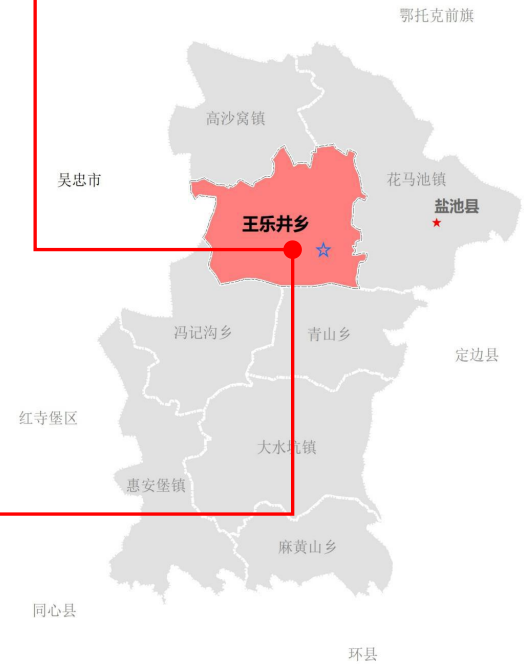 鄂托克前旗
高沙窝镇
吴忠市
花马池镇
盐池县
王乐井乡
冯记沟乡
青山乡
定边县
红寺堡区
大水坑镇
惠安堡镇
麻黄山乡
同心县
环县